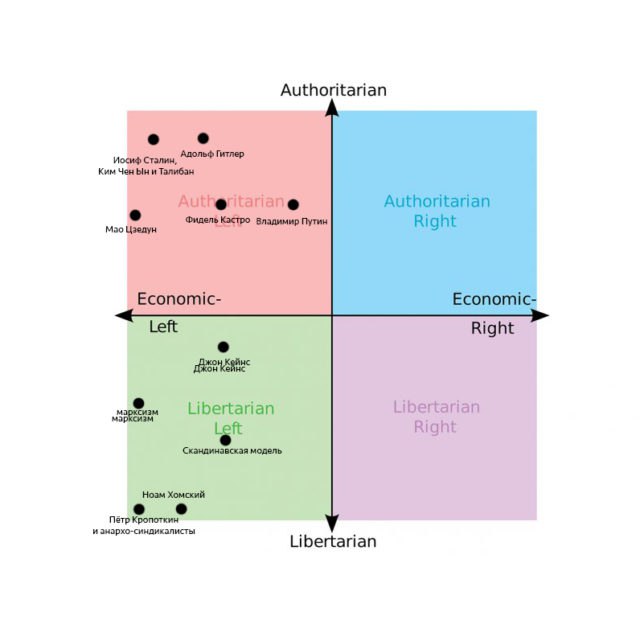 Authoritarian
Адольф Гитлер
Иосиф Сталин,
Ким Чен Ын и Талибан
Authoritarian
Left
Authoritarian
Right
Фидель Кастро
Владимир Путин
Мао Цзедун
Economic-
Left
Economic-
Right
Джон Кейнс
Джон Кейнс
марксизм
марксизм
Libertarian
Left
Libertarian
Right
Скандинавская модель
Ноам Хомский
Пётр Кропоткин
и анархо-синдикалисты
Libertarian